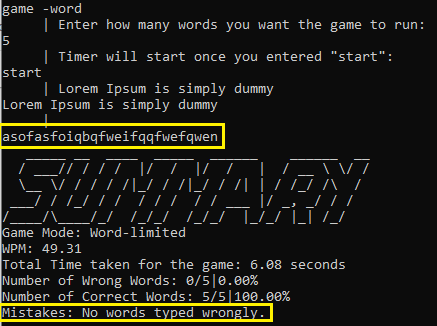 game -word
| Enter how many words you want the game to run:
5
| Timer will start once you entered "start":
start
| Lorem Ipsum is simply dummy
Lorem Ipsum is simply dummy
|
asofasfoiqbqfweifqqfwefqwen
SUMMARY
Game Mode: Word-limited
WPM: 49.31
Total Time taken for the game: 6.08 seconds
Number of Wrong Words: 0/5|0.00%
Number of Correct Words: 5/5|100.00%
Mistakes: No words typed wrongly.